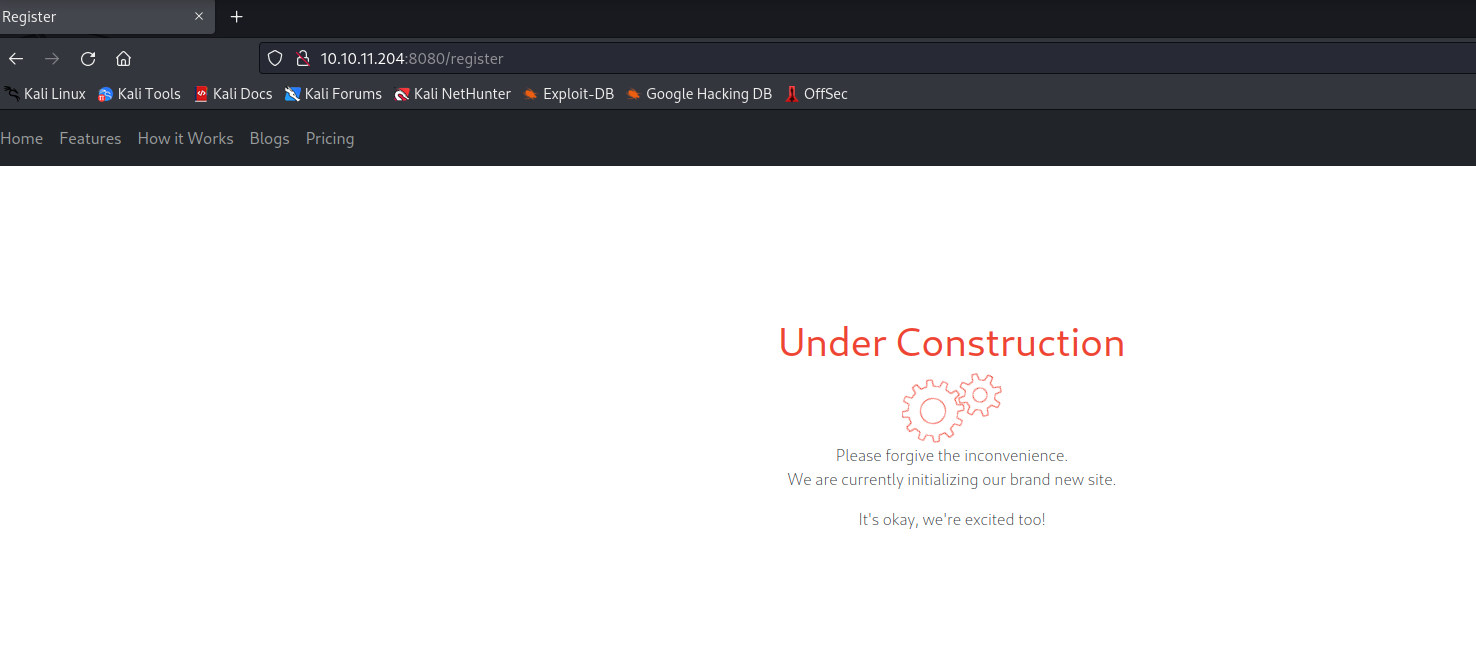 Register
10.10.11.204:8080/register
Kali Linux Kali Tools Kali Docs Kali Forums Kali NetHunter Exploit-DB Google Hacking DB OffSec
Home Features How it Works Blogs Pricing
Under Construction
Please forgive the inconvenience.
We are currently initializing our brand new site.
It's okay, we're excited too!